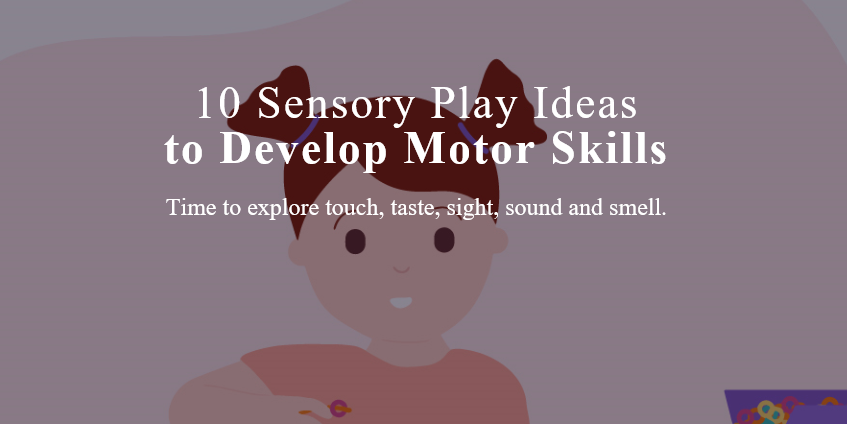 10 Sensory Play Ideas
to Develop Motor Skills
Time to explore touch, taste, sight, sound and smell.